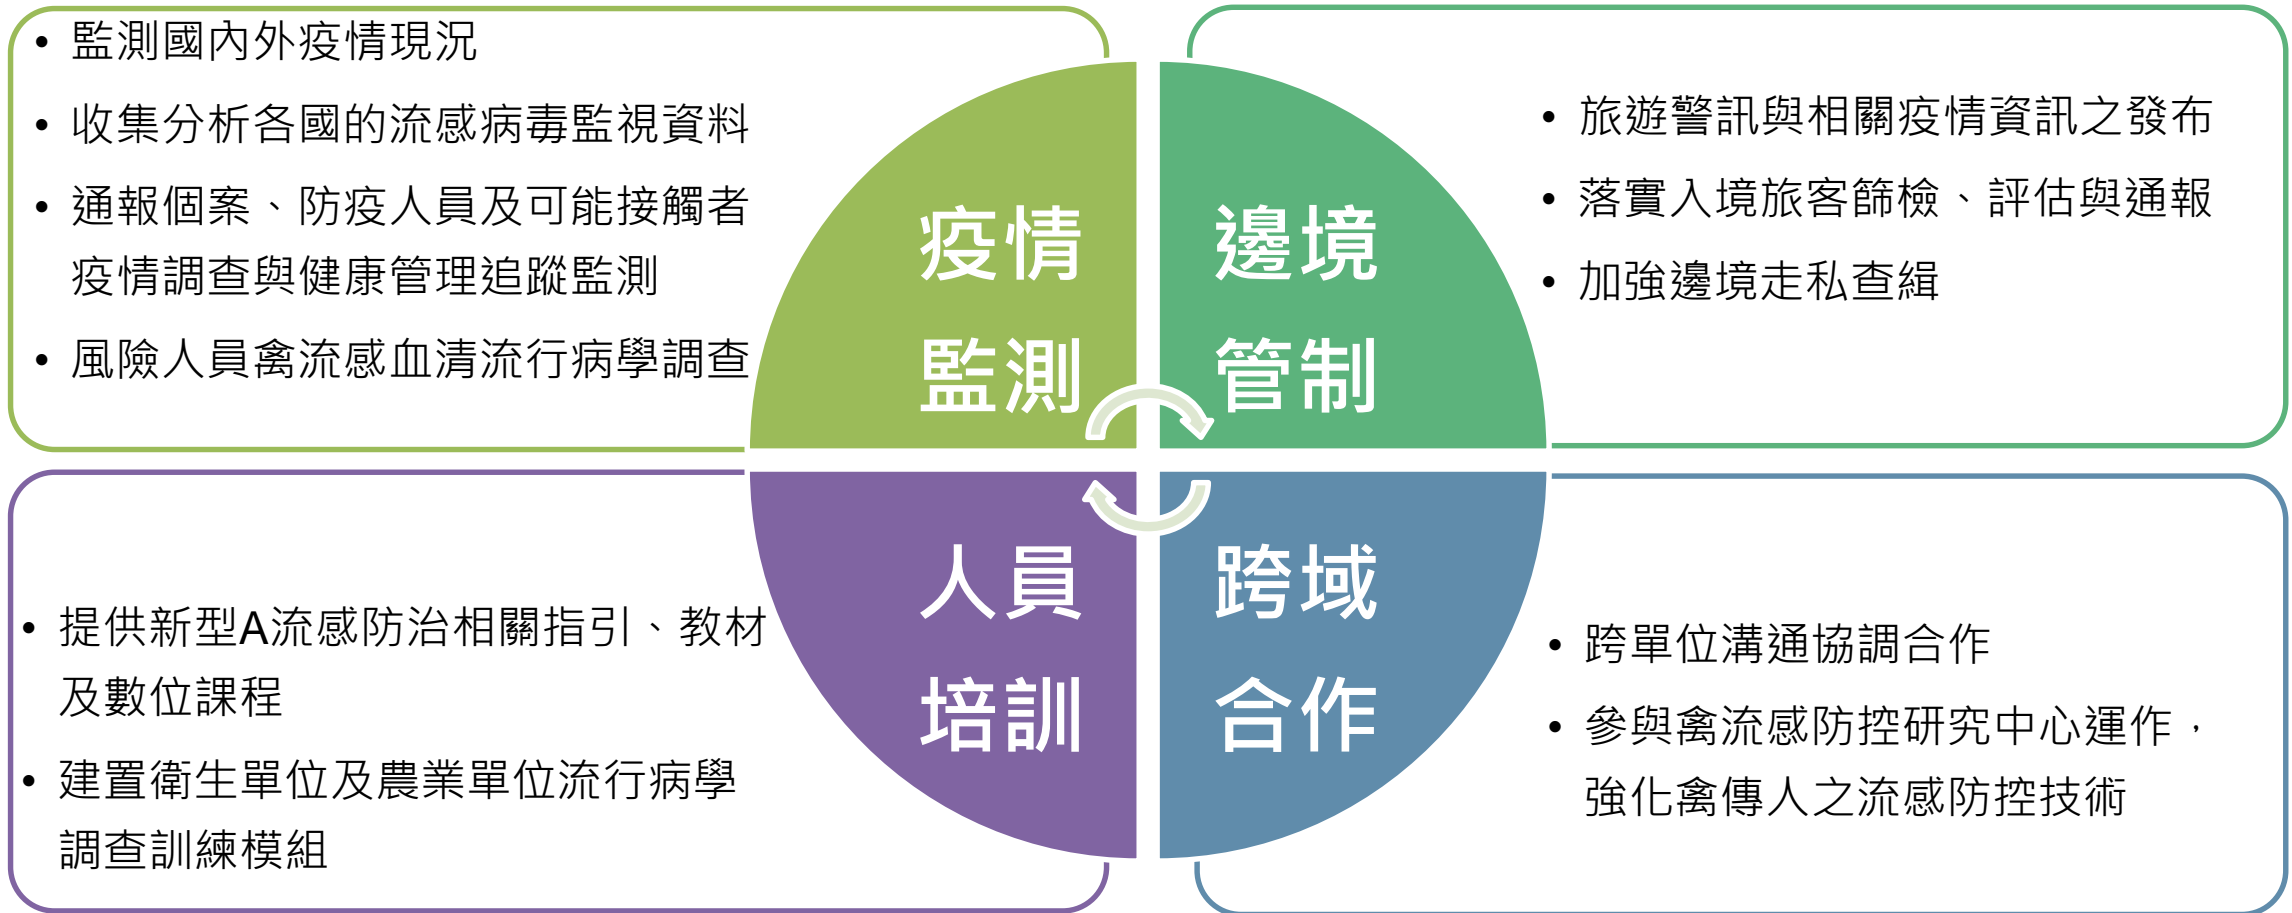 • 監測國內外疫情現況
• 收集分析各國的流感病毒監視資料
• 通報個案、防疫人員及可能接觸者
疫情調查與健康管理追蹤監測
• 風險人員禽流感血清流行病學調查
疫情
監測
邊境
管制
• 旅遊警訊與相關疫情資訊之發布
• 落實入境旅客篩檢、評估與通報
• 加強邊境走私查緝
• 提供新型A流感防治相關指引、教材
及數位課程
• 建置衛生單位及農業單位流行病學
調查訓練模組
人員
培訓
跨域
合作
• 跨單位溝通協調合作
• 參與禽流感防控研究中心運作，
強化禽傳人之流感防控技術